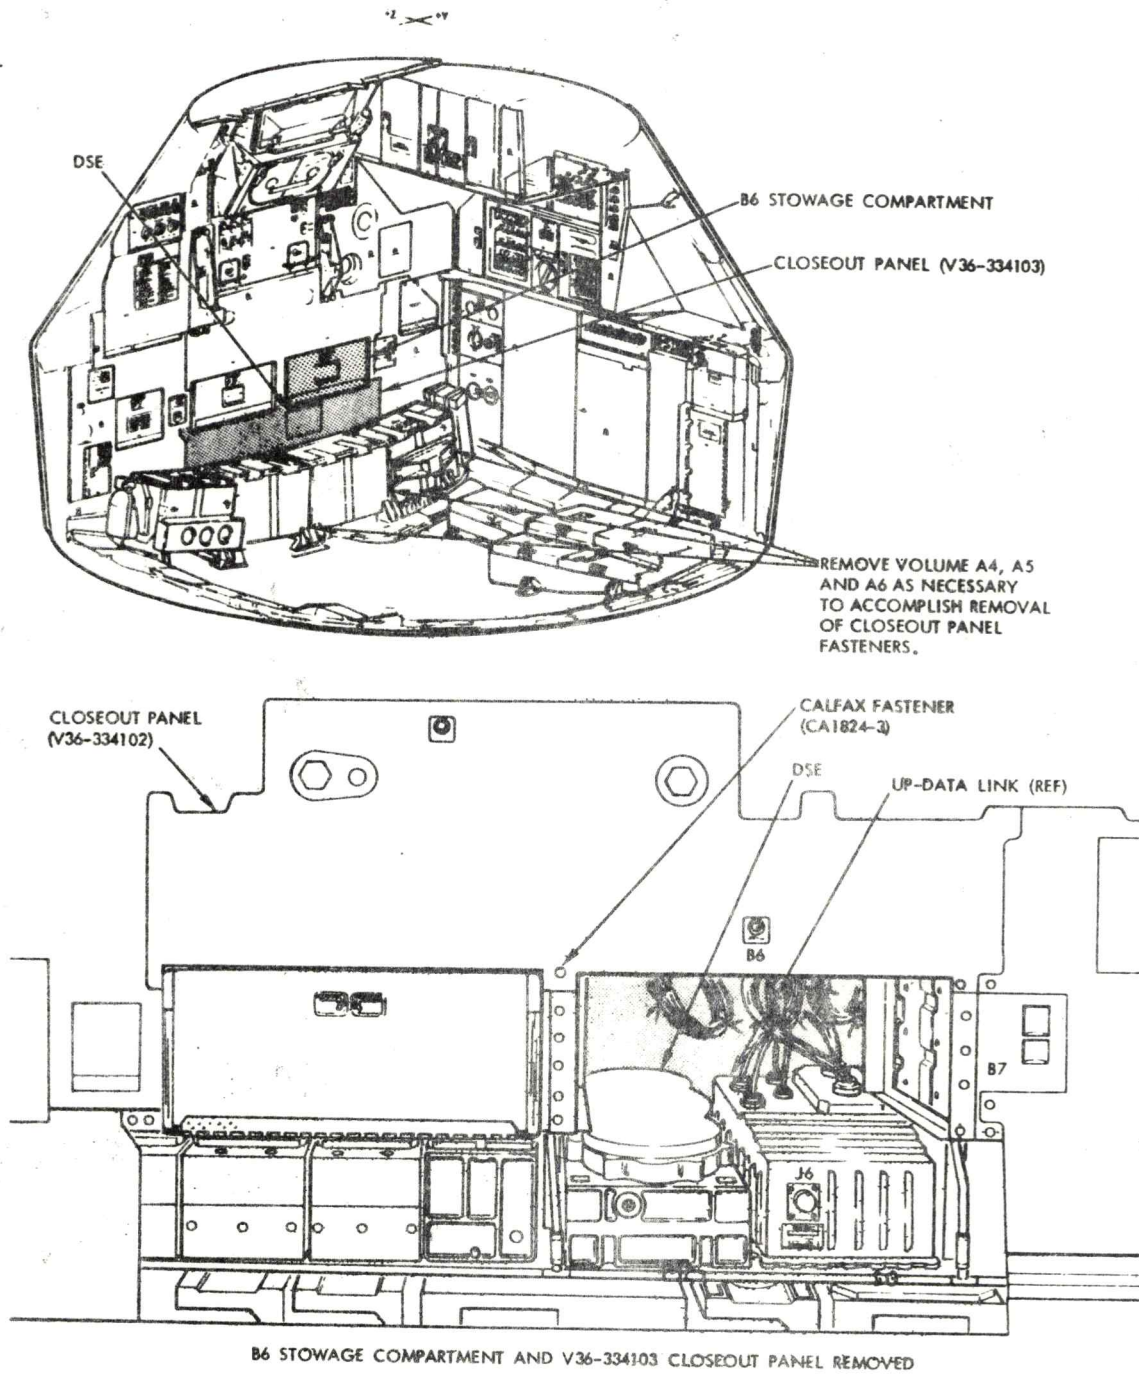 +Z +Y
DSE
B6 STOWAGE COMPARTMENT
CLOSEOUT PANEL (V36-334103)
REMOVE VOLUME A4, A5
AND A6 AS NECESSARY
TO ACCOMPLISH REMOVAL
OF CLOSEOUT PANEL
FASTENERS.
CLOSEOUT PANEL
(V36-334102)
CALFAX FASTENER
(CA1824-3)
DSE
UP-DATA LINK (REF)
B6
B7
J6
B6 STOWAGE COMPARTMENT AND V36-334103 CLOSEOUT PANEL REMOVED